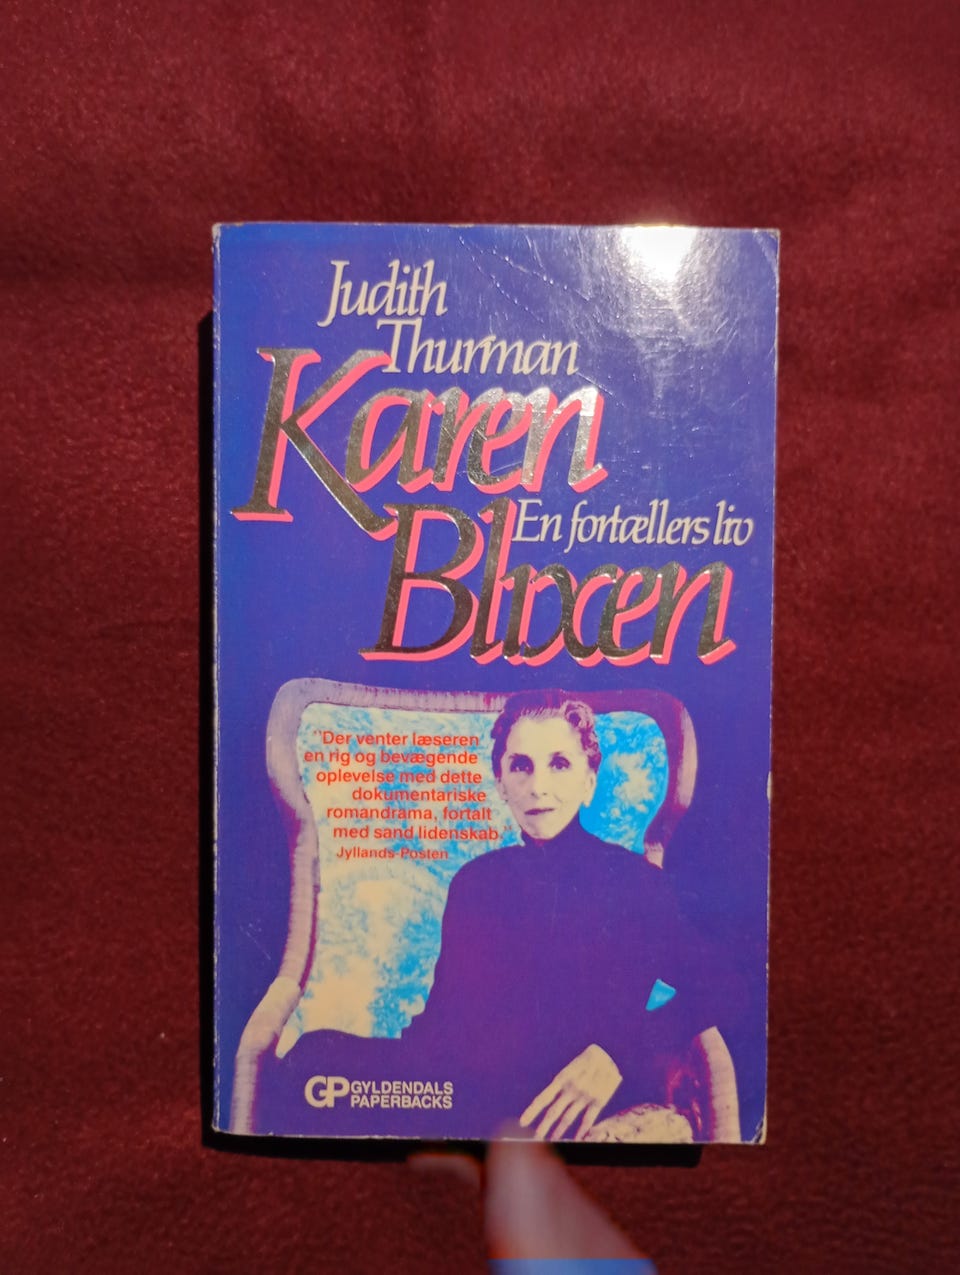 Judith
Thurman
Karen
En fortællers liv
Blixen
"Der venter læseren
en rig og bevægende
oplevelse med dette
dokumentariske
romandrama, fortalt
med sand lidenskab."
Jyllands-Posten
GP GYLDENDALS
PAPERBACKS